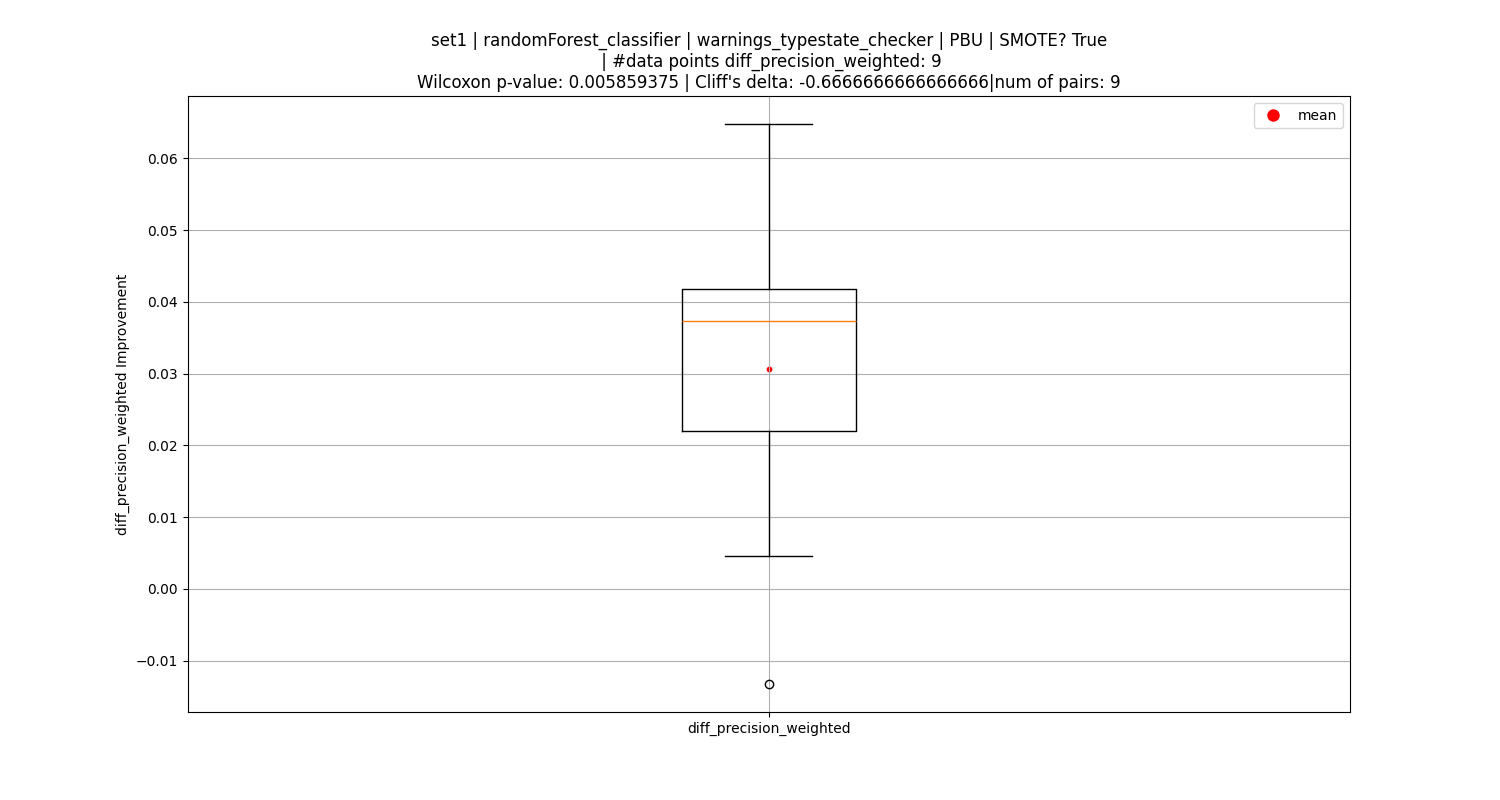 set1 | randomForest_classifier | warnings_typestate_checker | PBU | SMOTE? True
| #data points diff_precision_weighted: 9
Wilcoxon p-value: 0.005859375 | Cliff's delta: -0.6666666666666666|num of pairs: 9
mean
0.06
0.05
0.04
0.03
0.02
0.01
0.00
−0.01
diff_precision_weighted Improvement
diff_precision_weighted